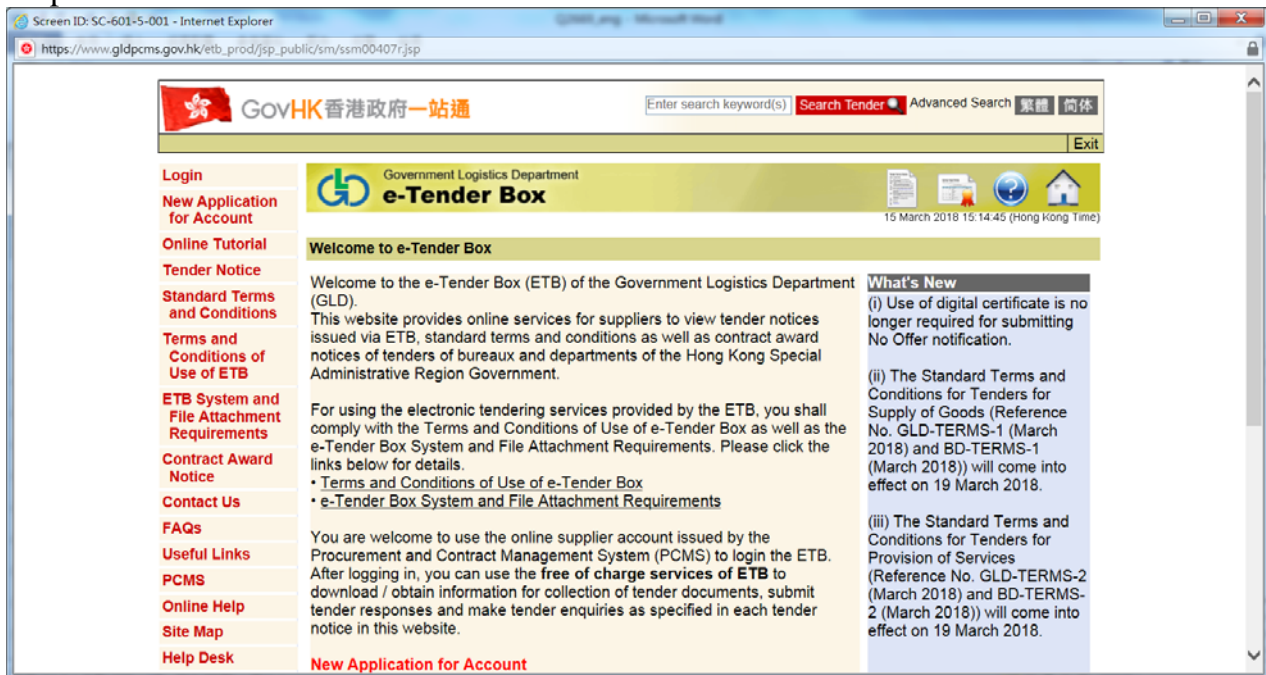 Screen ID: SC-601-5-001 - Internet Explorer
https://www.gldpcms.gov.hk/etb_prod/jsp_public/sm/ssm00407r.jsp
GovHK香港政府一站通
Enter search keyword(s)
Search Tender
Advanced Search
繁體
简体
Exit
Login
New Application
for Account
Online Tutorial
Tender Notice
Standard Terms
and Conditions
Terms and
Conditions of
Use of ETB
ETB System and
File Attachment
Requirements
Contract Award
Notice
Contact Us
FAQs
Useful Links
PCMS
Online Help
Site Map
Help Desk
Government Logistics Department
e-Tender Box
15 March 2018 15:14:45 (Hong Kong Time)
Welcome to e-Tender Box
Welcome to the e-Tender Box (ETB) of the Government Logistics Department
(GLD).
This website provides online services for suppliers to view tender notices
issued via ETB, standard terms and conditions as well as contract award
notices of tenders of bureaux and departments of the Hong Kong Special
Administrative Region Government.
For using the electronic tendering services provided by the ETB, you shall
comply with the Terms and Conditions of Use of e-Tender Box as well as the
e-Tender Box System and File Attachment Requirements. Please click the
links below for details.
• Terms and Conditions of Use of e-Tender Box
• e-Tender Box System and File Attachment Requirements
You are welcome to use the online supplier account issued by the
Procurement and Contract Management System (PCMS) to login the ETB.
After logging in, you can use the free of charge services of ETB to
download / obtain information for collection of tender documents, submit
tender responses and make tender enquiries as specified in each tender
notice in this website.
New Application for Account
What's New
(i) Use of digital certificate is no
longer required for submitting
No Offer notification.
(ii) The Standard Terms and
Conditions for Tenders for
Supply of Goods (Reference
No. GLD-TERMS-1 (March
2018) and BD-TERMS-1
(March 2018)) will come into
effect on 19 March 2018.
(iii) The Standard Terms and
Conditions for Tenders for
Provision of Services
(Reference No. GLD-TERMS-2
(March 2018) and BD-TERMS-
2 (March 2018)) will come into
effect on 19 March 2018.